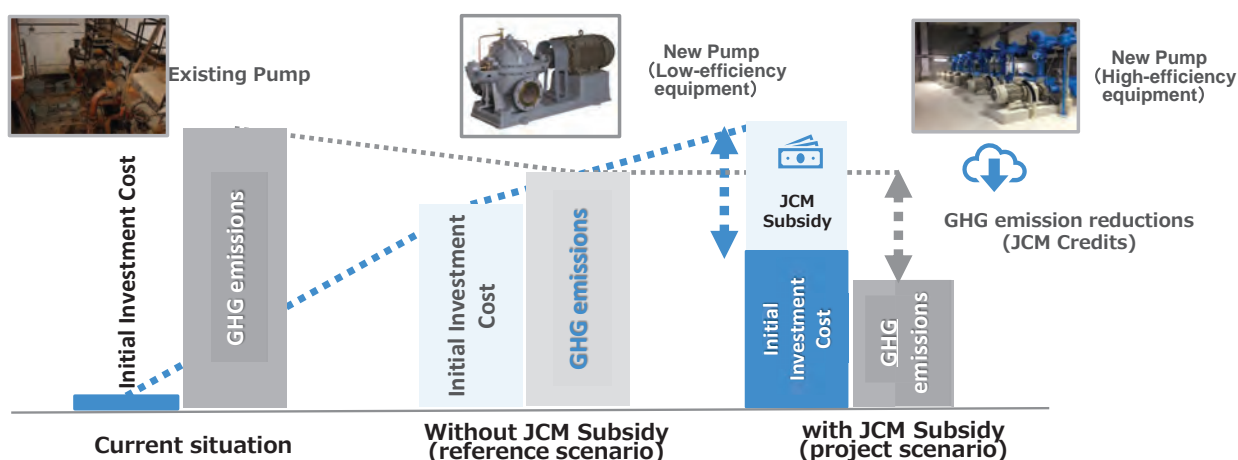 Existing Pump
New Pump
（Low-efficiency
equipment）
New Pump
（High-efficiency
equipment）
Initial Investment Cost
GHG emissions
Initial Investment
Cost
GHG emissions
JCM
Subsidy
Initial
Investment
Cost
GHG
emissions
GHG emission reductions
(JCM Credits)
Current situation
Without JCM Subsidy
(reference scenario)
with JCM Subsidy
(project scenario)